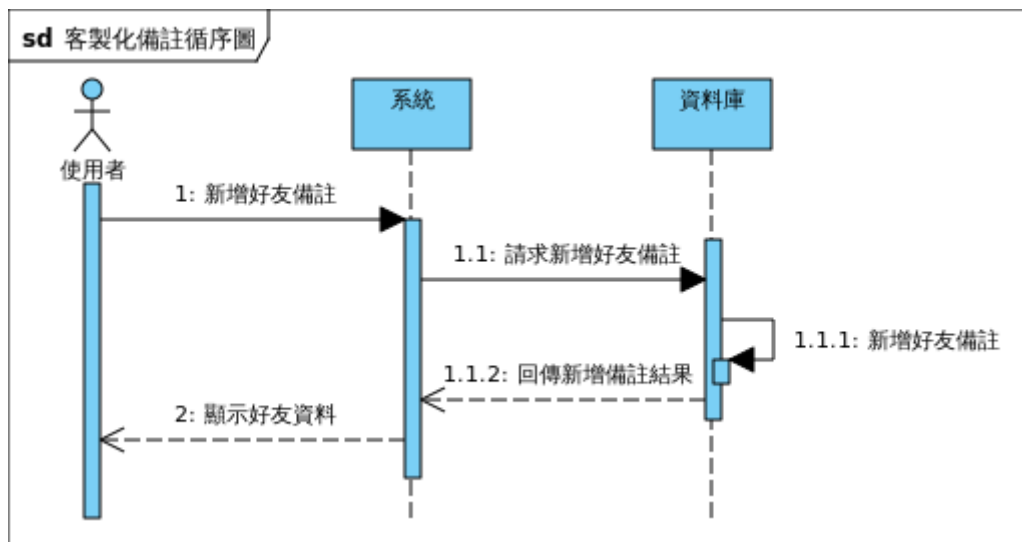 sd 客製化備註循序圖
系統
資料庫
使用者
1: 新增好友備註
1.1: 請求新增好友備註
1.1.1: 新增好友備註
1.1.2: 回傳新增備註結果
2: 顯示好友資料